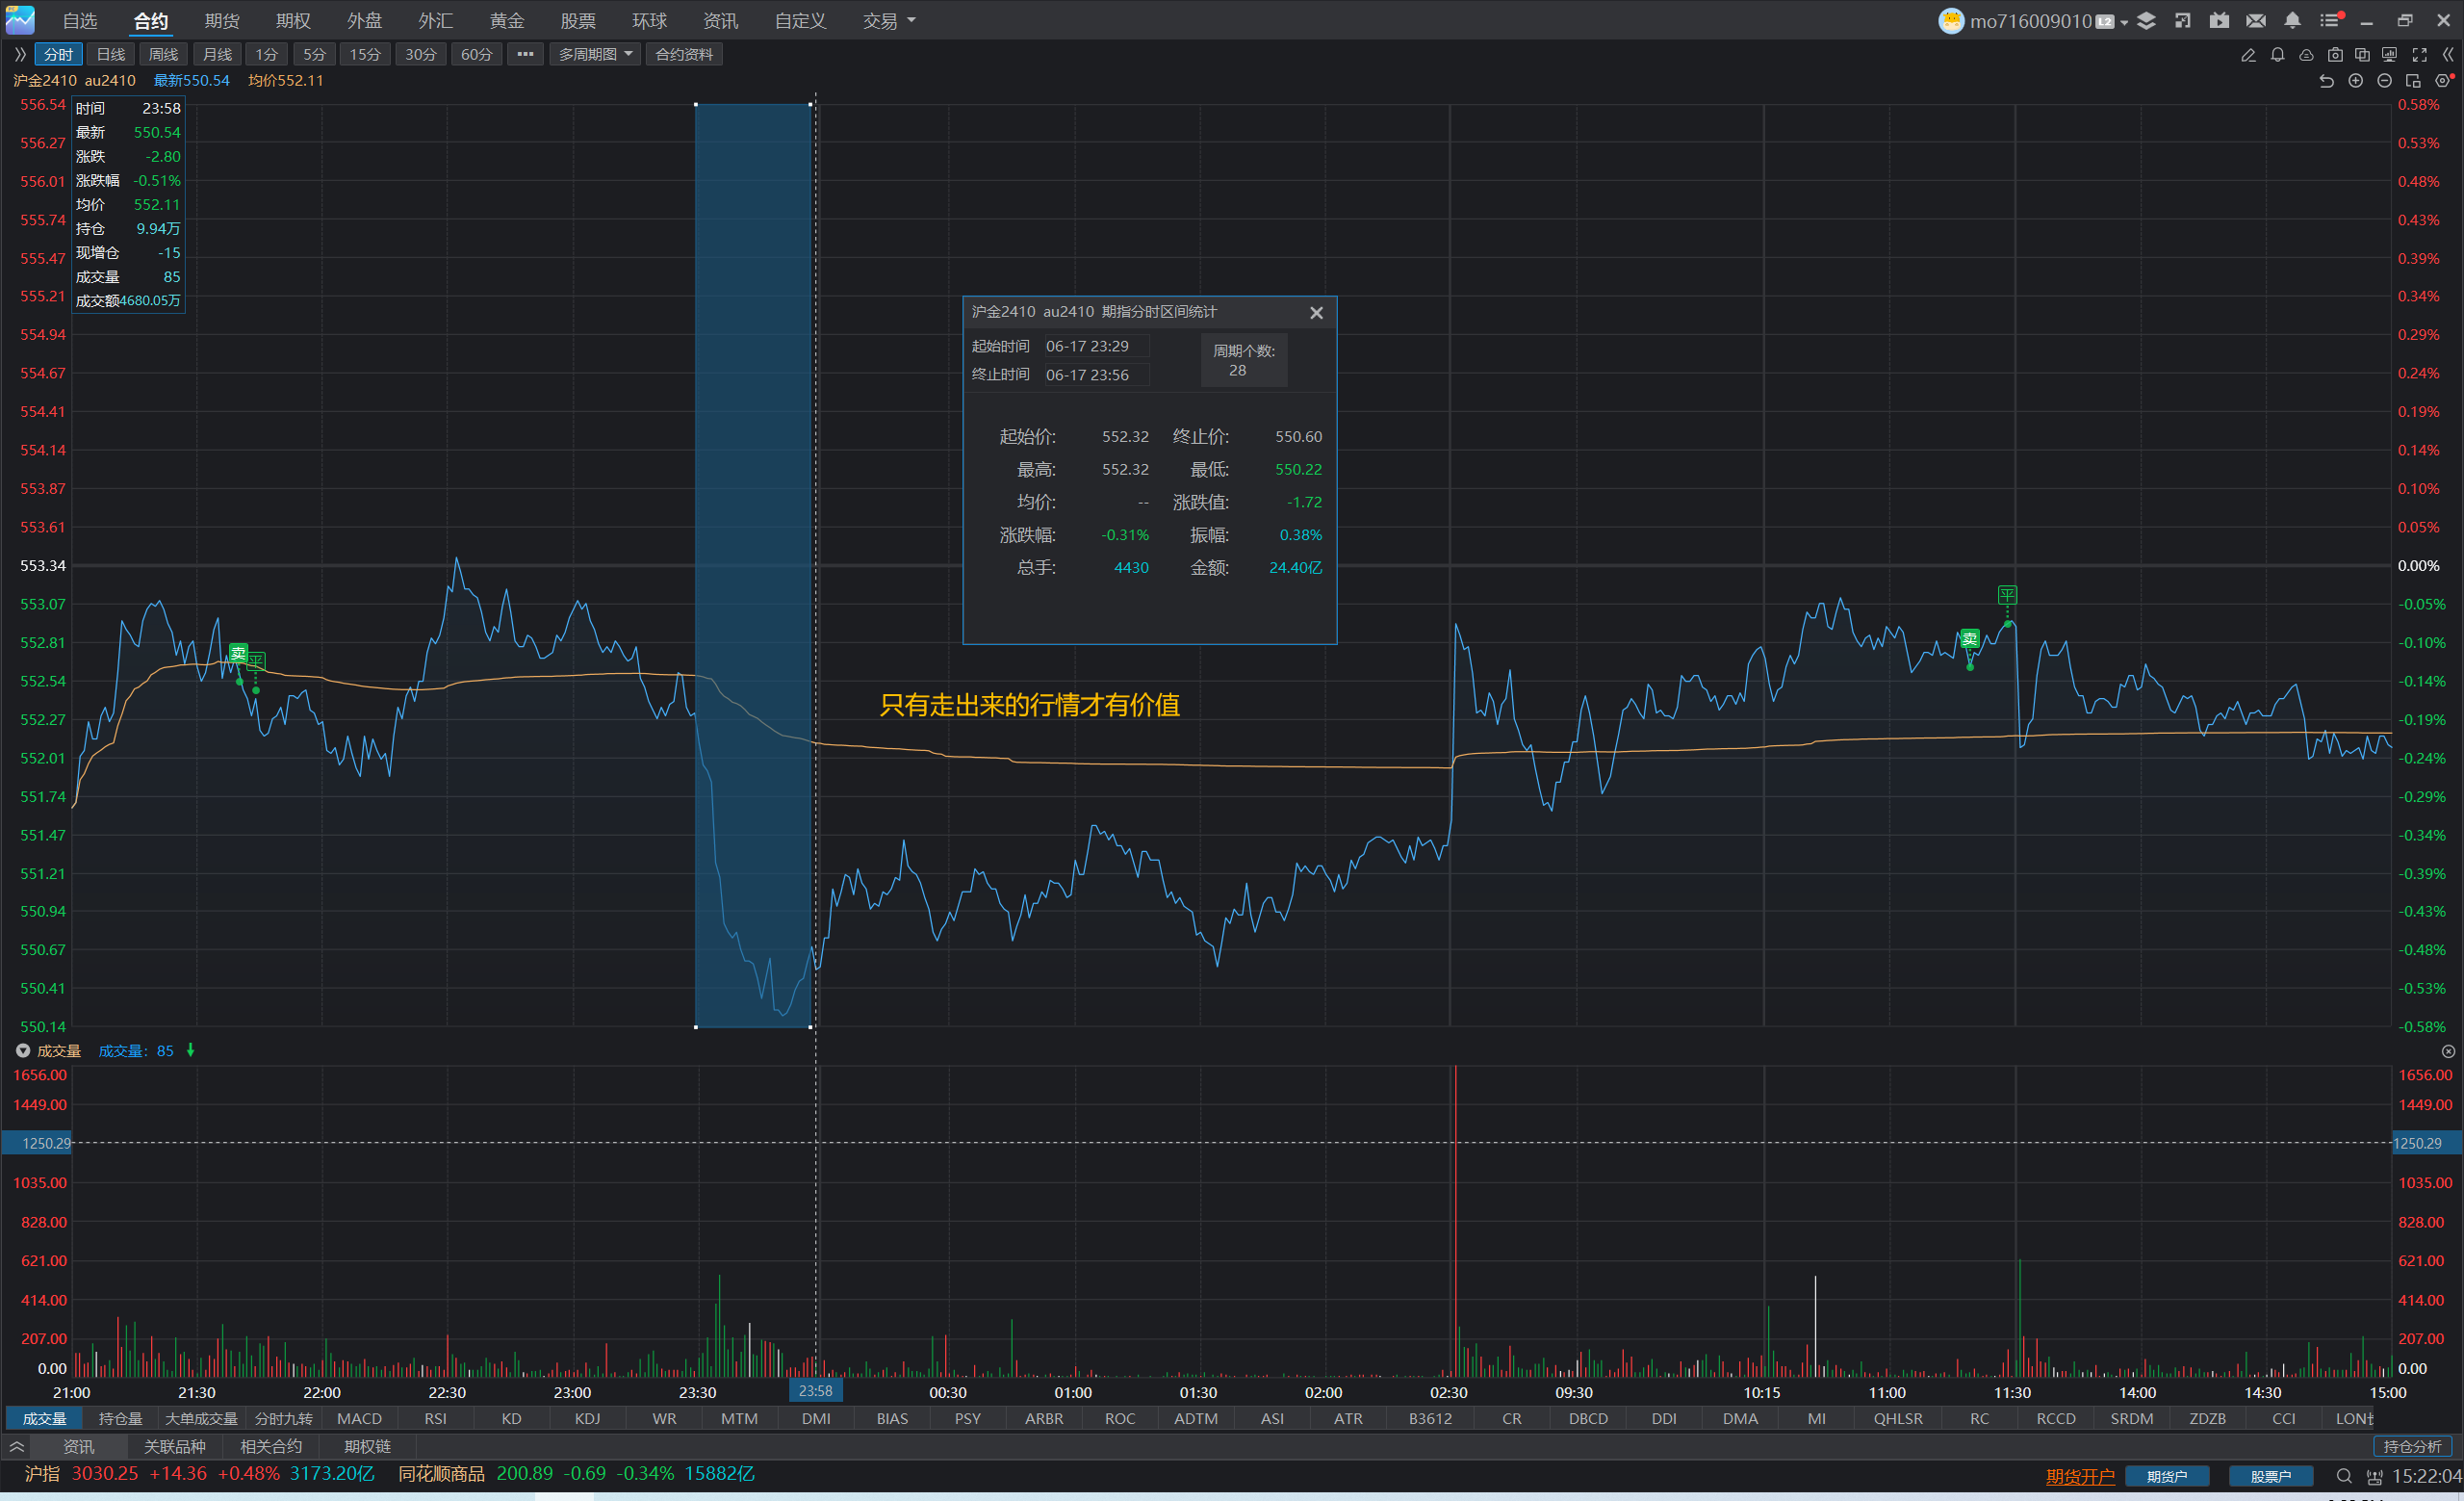 自选 合约 期货 期权 外盘 外汇 黄金 股票 环球 资讯 自定义 交易 mo716009010 L2
分时 日线 周线 月线 1分 5分 15分 30分 60分 ••• 多周期图 合约资料
沪金2410 au2410 最新550.54 均价552.11
时间 23:58
最新 550.54
涨跌 -2.80
涨跌幅 -0.51%
均价 552.11
持仓 9.94万
现增仓 -15
成交量 85
成交额4680.05万
556.54 0.58%
556.27 0.53%
556.01 0.48%
555.74 0.43%
555.47 0.39%
555.21 0.34%
554.94 0.29%
554.67 0.24%
554.41 0.19%
554.14 0.14%
553.87 0.10%
553.61 0.05%
553.34 0.00%
553.07 -0.05%
552.81 -0.10%
552.54 -0.14%
552.27 -0.19%
552.01 -0.24%
551.74 -0.29%
551.47 -0.34%
551.21 -0.39%
550.94 -0.43%
550.67 -0.48%
550.41 -0.53%
550.14 -0.58%
沪金2410 au2410 期指分时区间统计
起始时间 06-17 23:29 周期个数:
终止时间 06-17 23:56 28
起始价: 552.32 终止价: 550.60
最高: 552.32 最低: 550.22
均价: -- 涨跌值: -1.72
涨跌幅: -0.31% 振幅: 0.38%
总手: 4430 金额: 24.40亿
卖 平
卖 平
只有走出来的行情才有价值
成交量 成交量: 85
1656.00 1656.00
1449.00 1449.00
1250.29 1250.29
1035.00 1035.00
828.00 828.00
621.00 621.00
414.00 414.00
207.00 207.00
0.00 0.00
21:00 21:30 22:00 22:30 23:00 23:30 23:58 00:30 01:00 01:30 02:00 02:30 09:30 10:15 11:00 11:30 14:00 14:30 15:00
成交量 持仓量 大单成交量 分时九转 MACD RSI KD KDJ WR MTM DMI BIAS PSY ARBR ROC ADTM ASI ATR B3612 CR DBCD DDI DMA MI QHLSR RC RCCD SRDM ZDZB CCI
资讯 关联品种 相关合约 期权链 持仓分析
沪指 3030.25 +14.36 +0.48% 3173.20亿 同花顺商品 200.89 -0.69 -0.34% 15882亿 期货开户 期货户 股票户 15:22:04